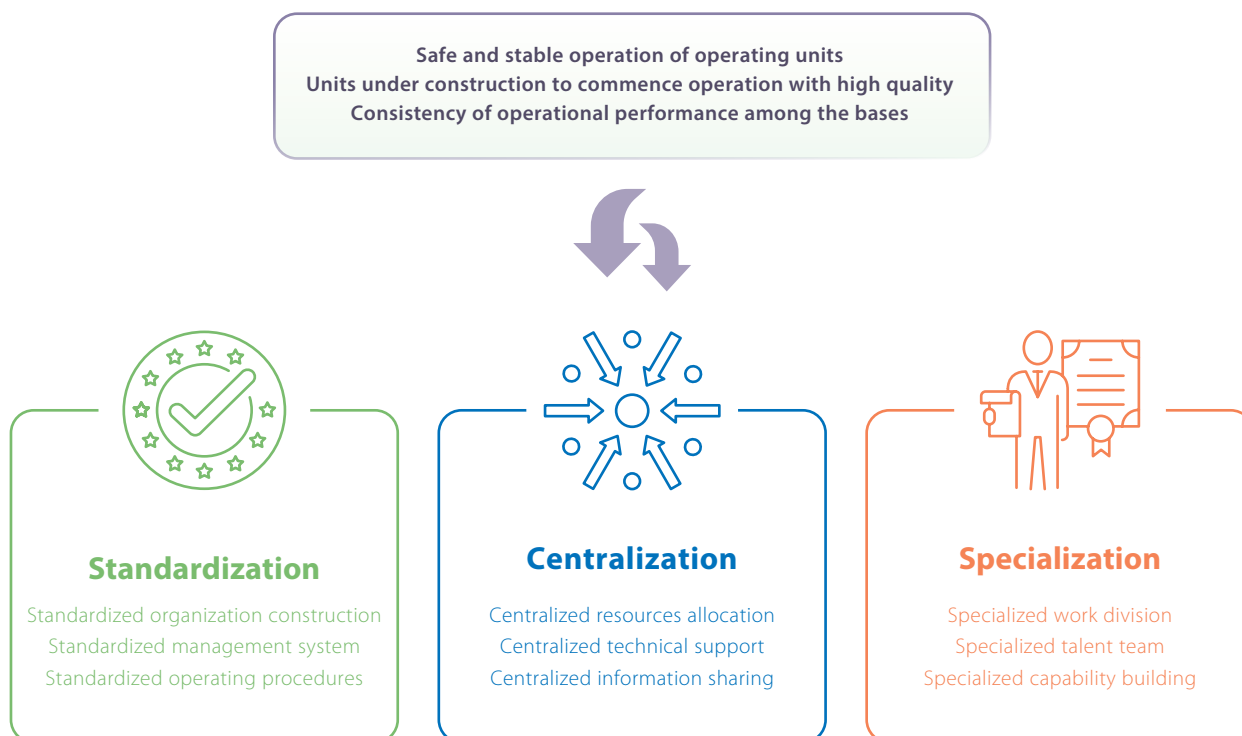 Safe and stable operation of operating units
Units under construction to commence operation with high quality
Consistency of operational performance among the bases
Standardization
Standardized organization construction
Standardized management system
Standardized operating procedures
Centralization
Centralized resources allocation
Centralized technical support
Centralized information sharing
Specialization
Specialized work division
Specialized talent team
Specialized capability building